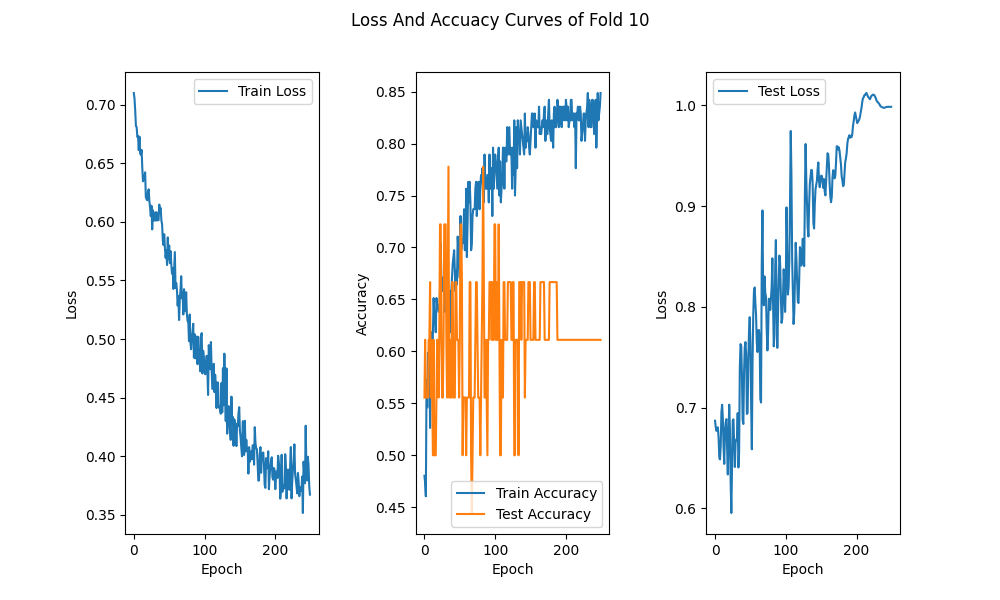 Loss And Accuacy Curves of Fold 10
Train Loss
0.70
0.65
0.60
0.55
0.50
0.45
0.40
0.35
Loss
0
100
200
Epoch
0.85
0.80
0.75
0.70
0.65
0.60
0.55
0.50
0.45
Accuracy
Train Accuracy
Test Accuracy
0
100
200
Epoch
Test Loss
1.0
0.9
0.8
0.7
0.6
Loss
0
100
200
Epoch